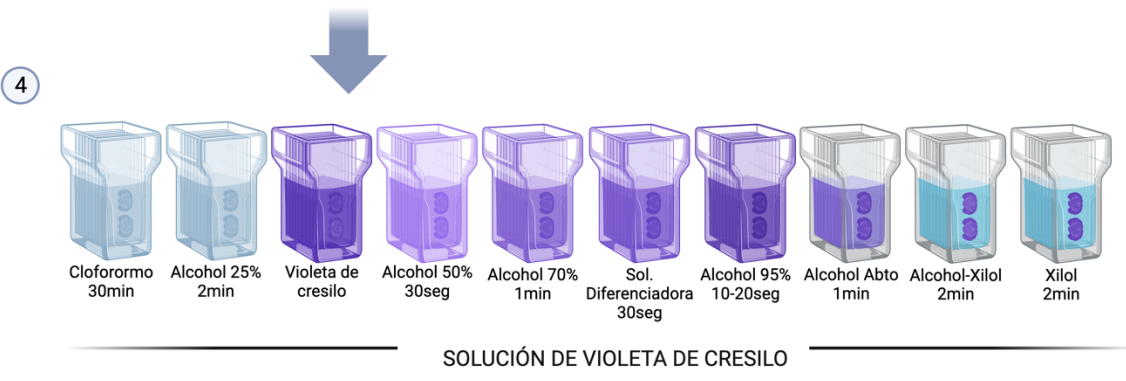 4
Cloforormo
30min
Alcohol 25%
2min
Violeta de
cresilo
Alcohol 50%
30seg
Alcohol 70%
1min
Sol.
Diferenciadora
30seg
Alcohol 95%
10-20seg
Alcohol Abto
1min
Alcohol-Xilol
2min
Xilol
2min
SOLUCIÓN DE VIOLETA DE CRESILO